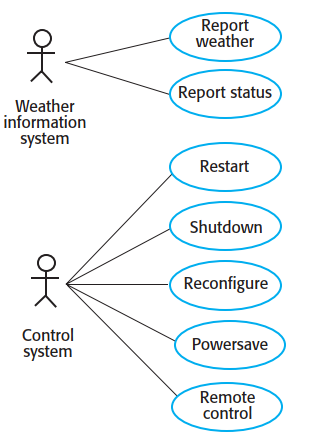 Report
weather
Report status
Weather
information
system
Restart
Shutdown
Reconfigure
Control
system
Powersave
Remote
control